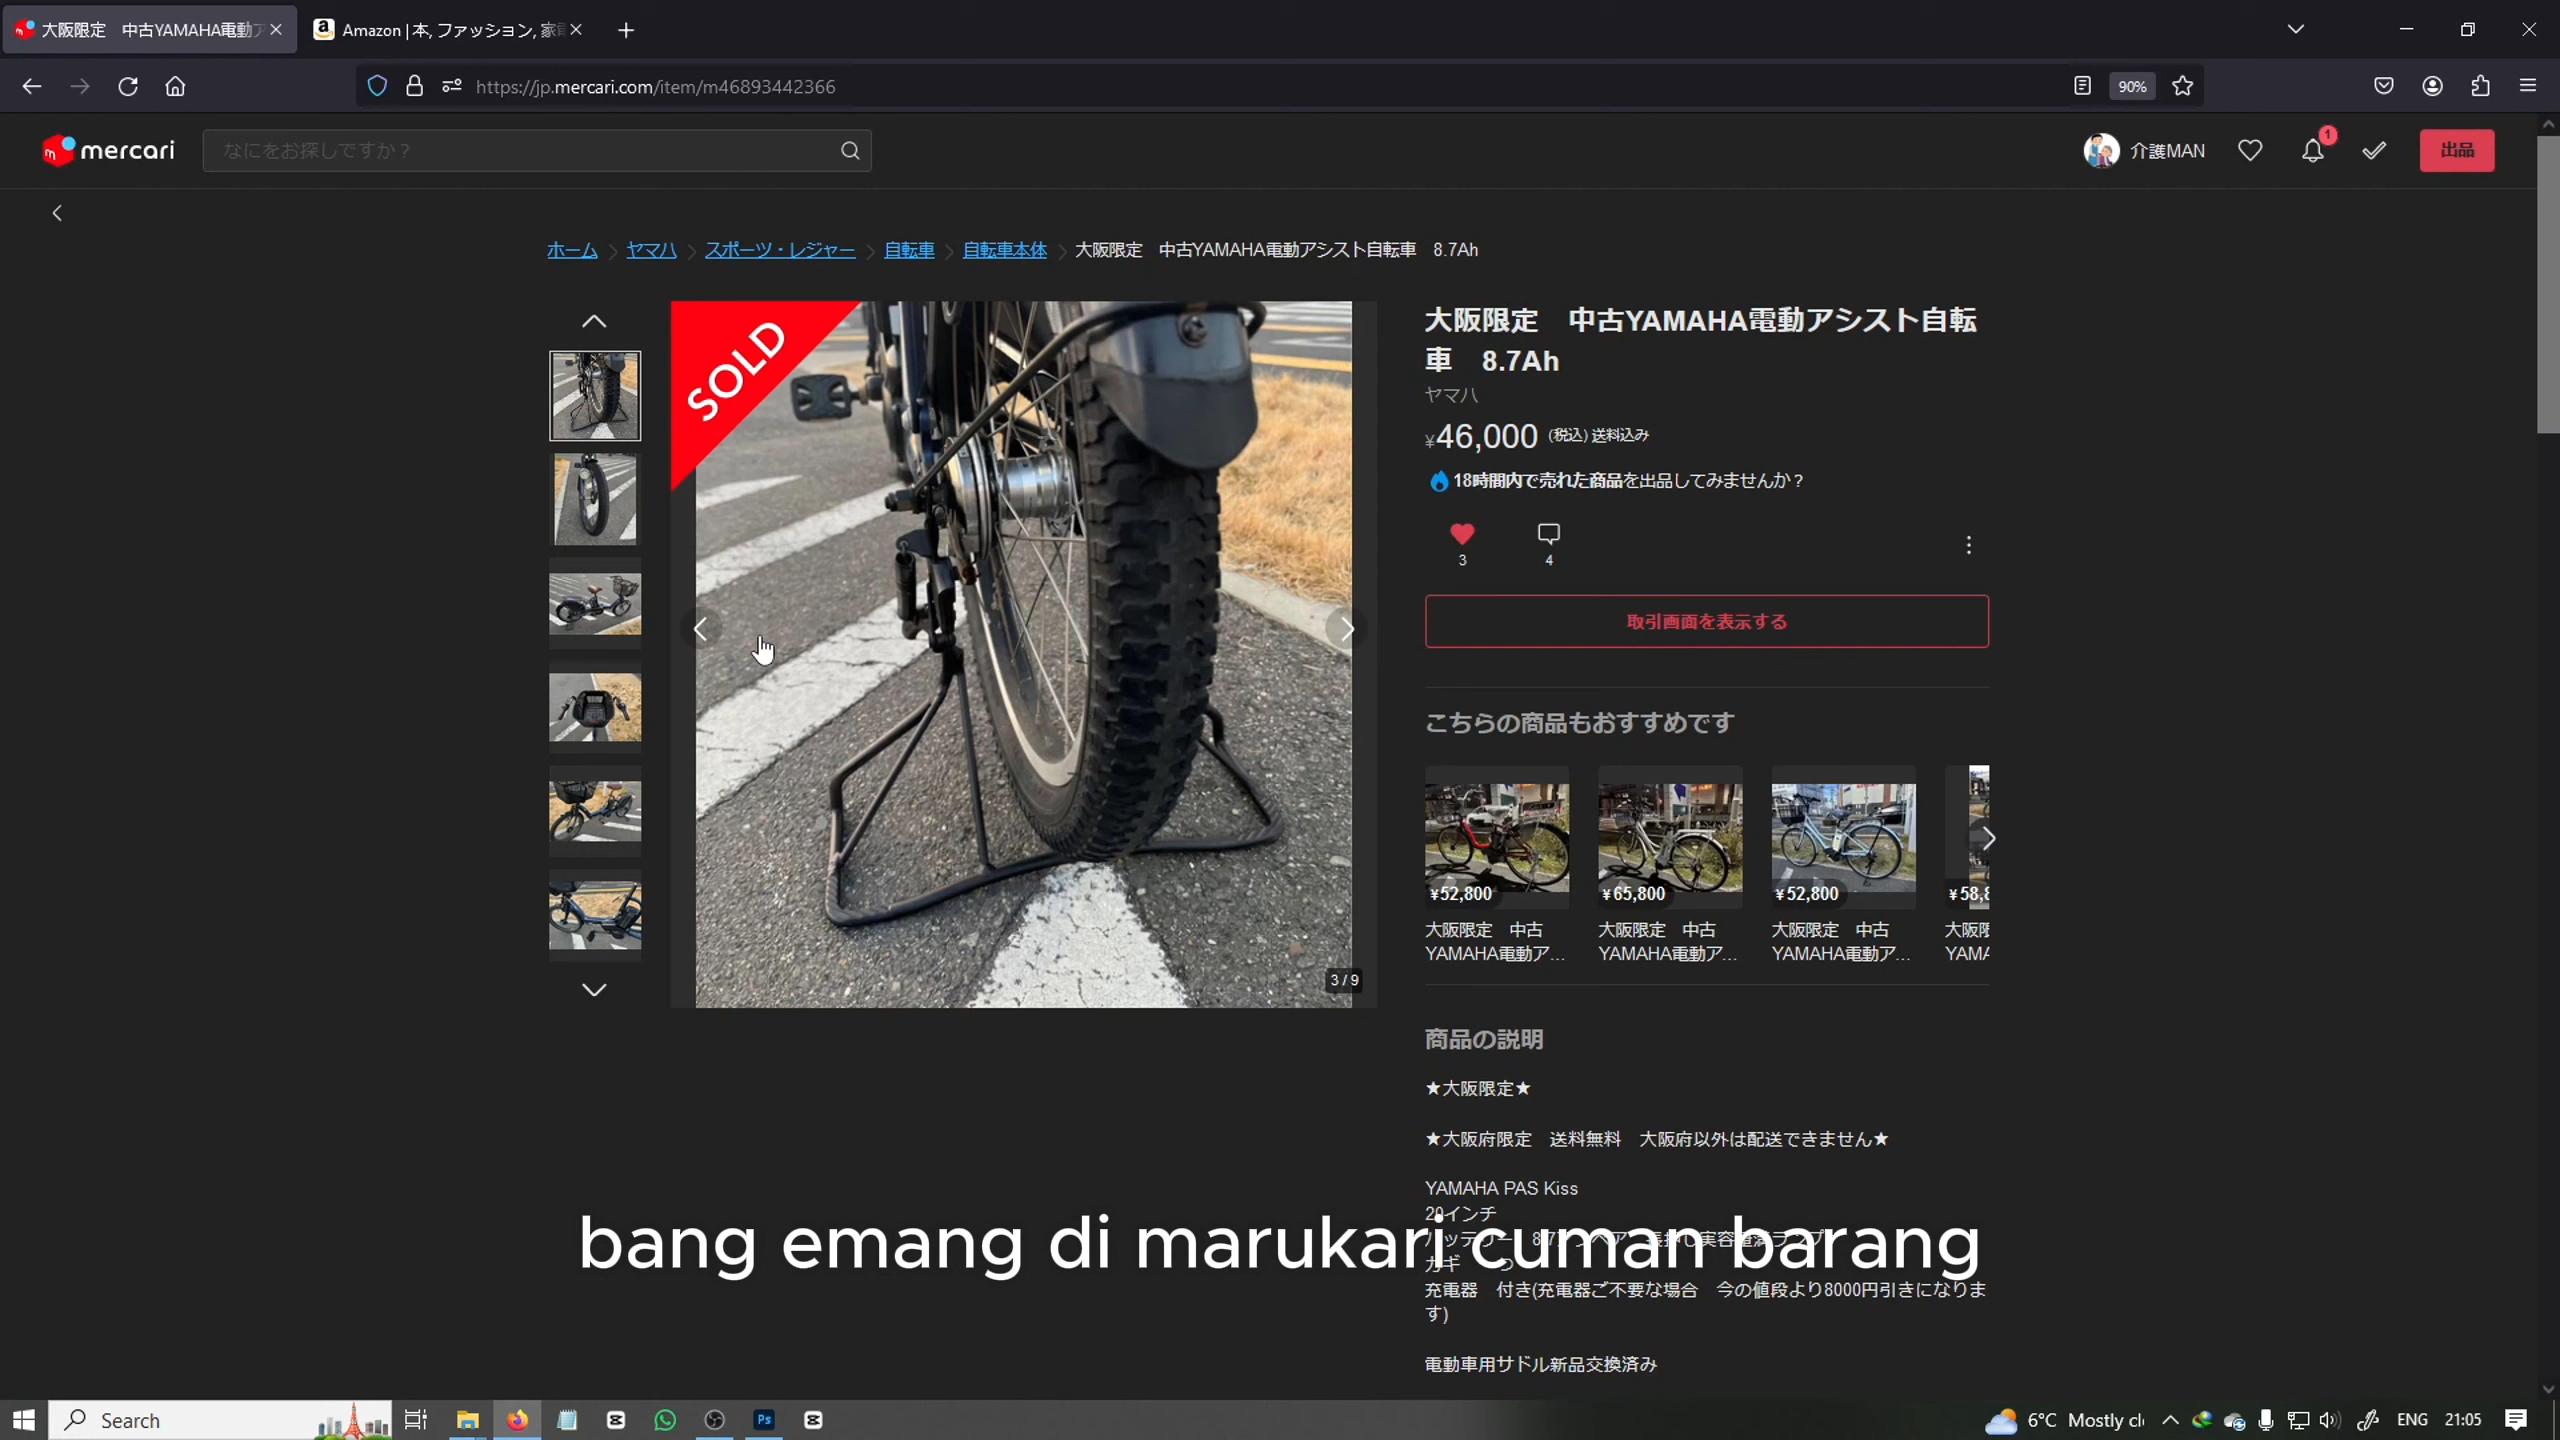 大阪限定　中古YAMAHA電動ア
Amazon | 本, ファッション, 家電
https://jp.mercari.com/item/m46893442366
90%
mercari
なにをお探しですか？
介護MAN
1
出品
ホーム
ヤマハ
スポーツ・レジャー
自転車
自転車本体
大阪限定　中古YAMAHA電動アシスト自転車　8.7Ah
SOLD
3 / 9
大阪限定　中古YAMAHA電動アシスト自転
車　8.7Ah
ヤマハ
¥46,000 (税込) 送料込み
18時間内で売れた商品を出品してみませんか？
3
4
取引画面を表示する
こちらの商品もおすすめです
¥52,800
¥65,800
¥52,800
¥58,8
大阪限定　中古
YAMAHA電動ア...
大阪限定　中古
YAMAHA電動ア...
大阪限定　中古
YAMAHA電動ア...
大阪
YAMA
商品の説明
★大阪限定★
★大阪府限定　送料無料　大阪府以外は配送できません★
YAMAHA PAS Kiss
20インチ
bang emang di marukari cuman barang
充電器　付き(充電器ご不要な場合　今の値段より8000円引きになりま
す)
電動車用サドル新品交換済み
Search
Ps
6°C Mostly cl
ENG
21:05